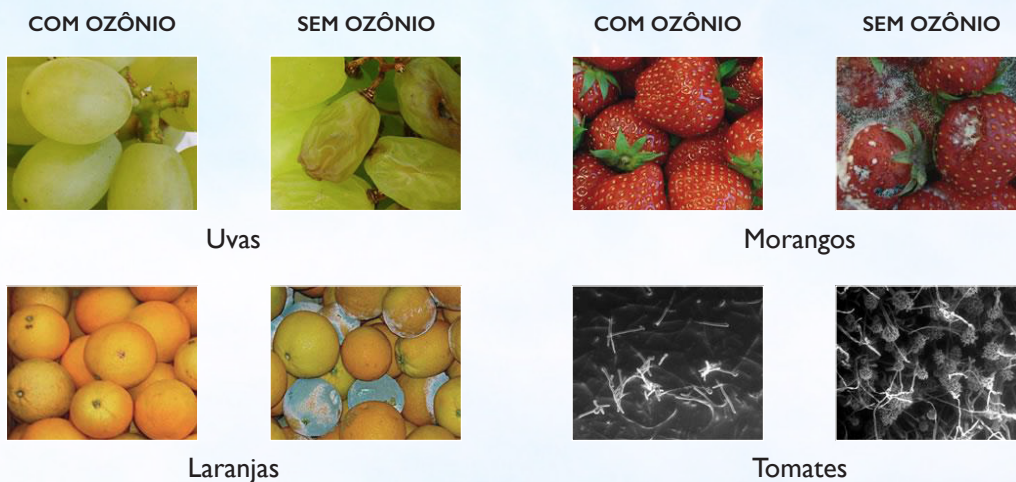 COM OZÔNIO SEM OZÔNIO COM OZÔNIO SEM OZÔNIO
Uvas Morangos
Laranjas Tomates